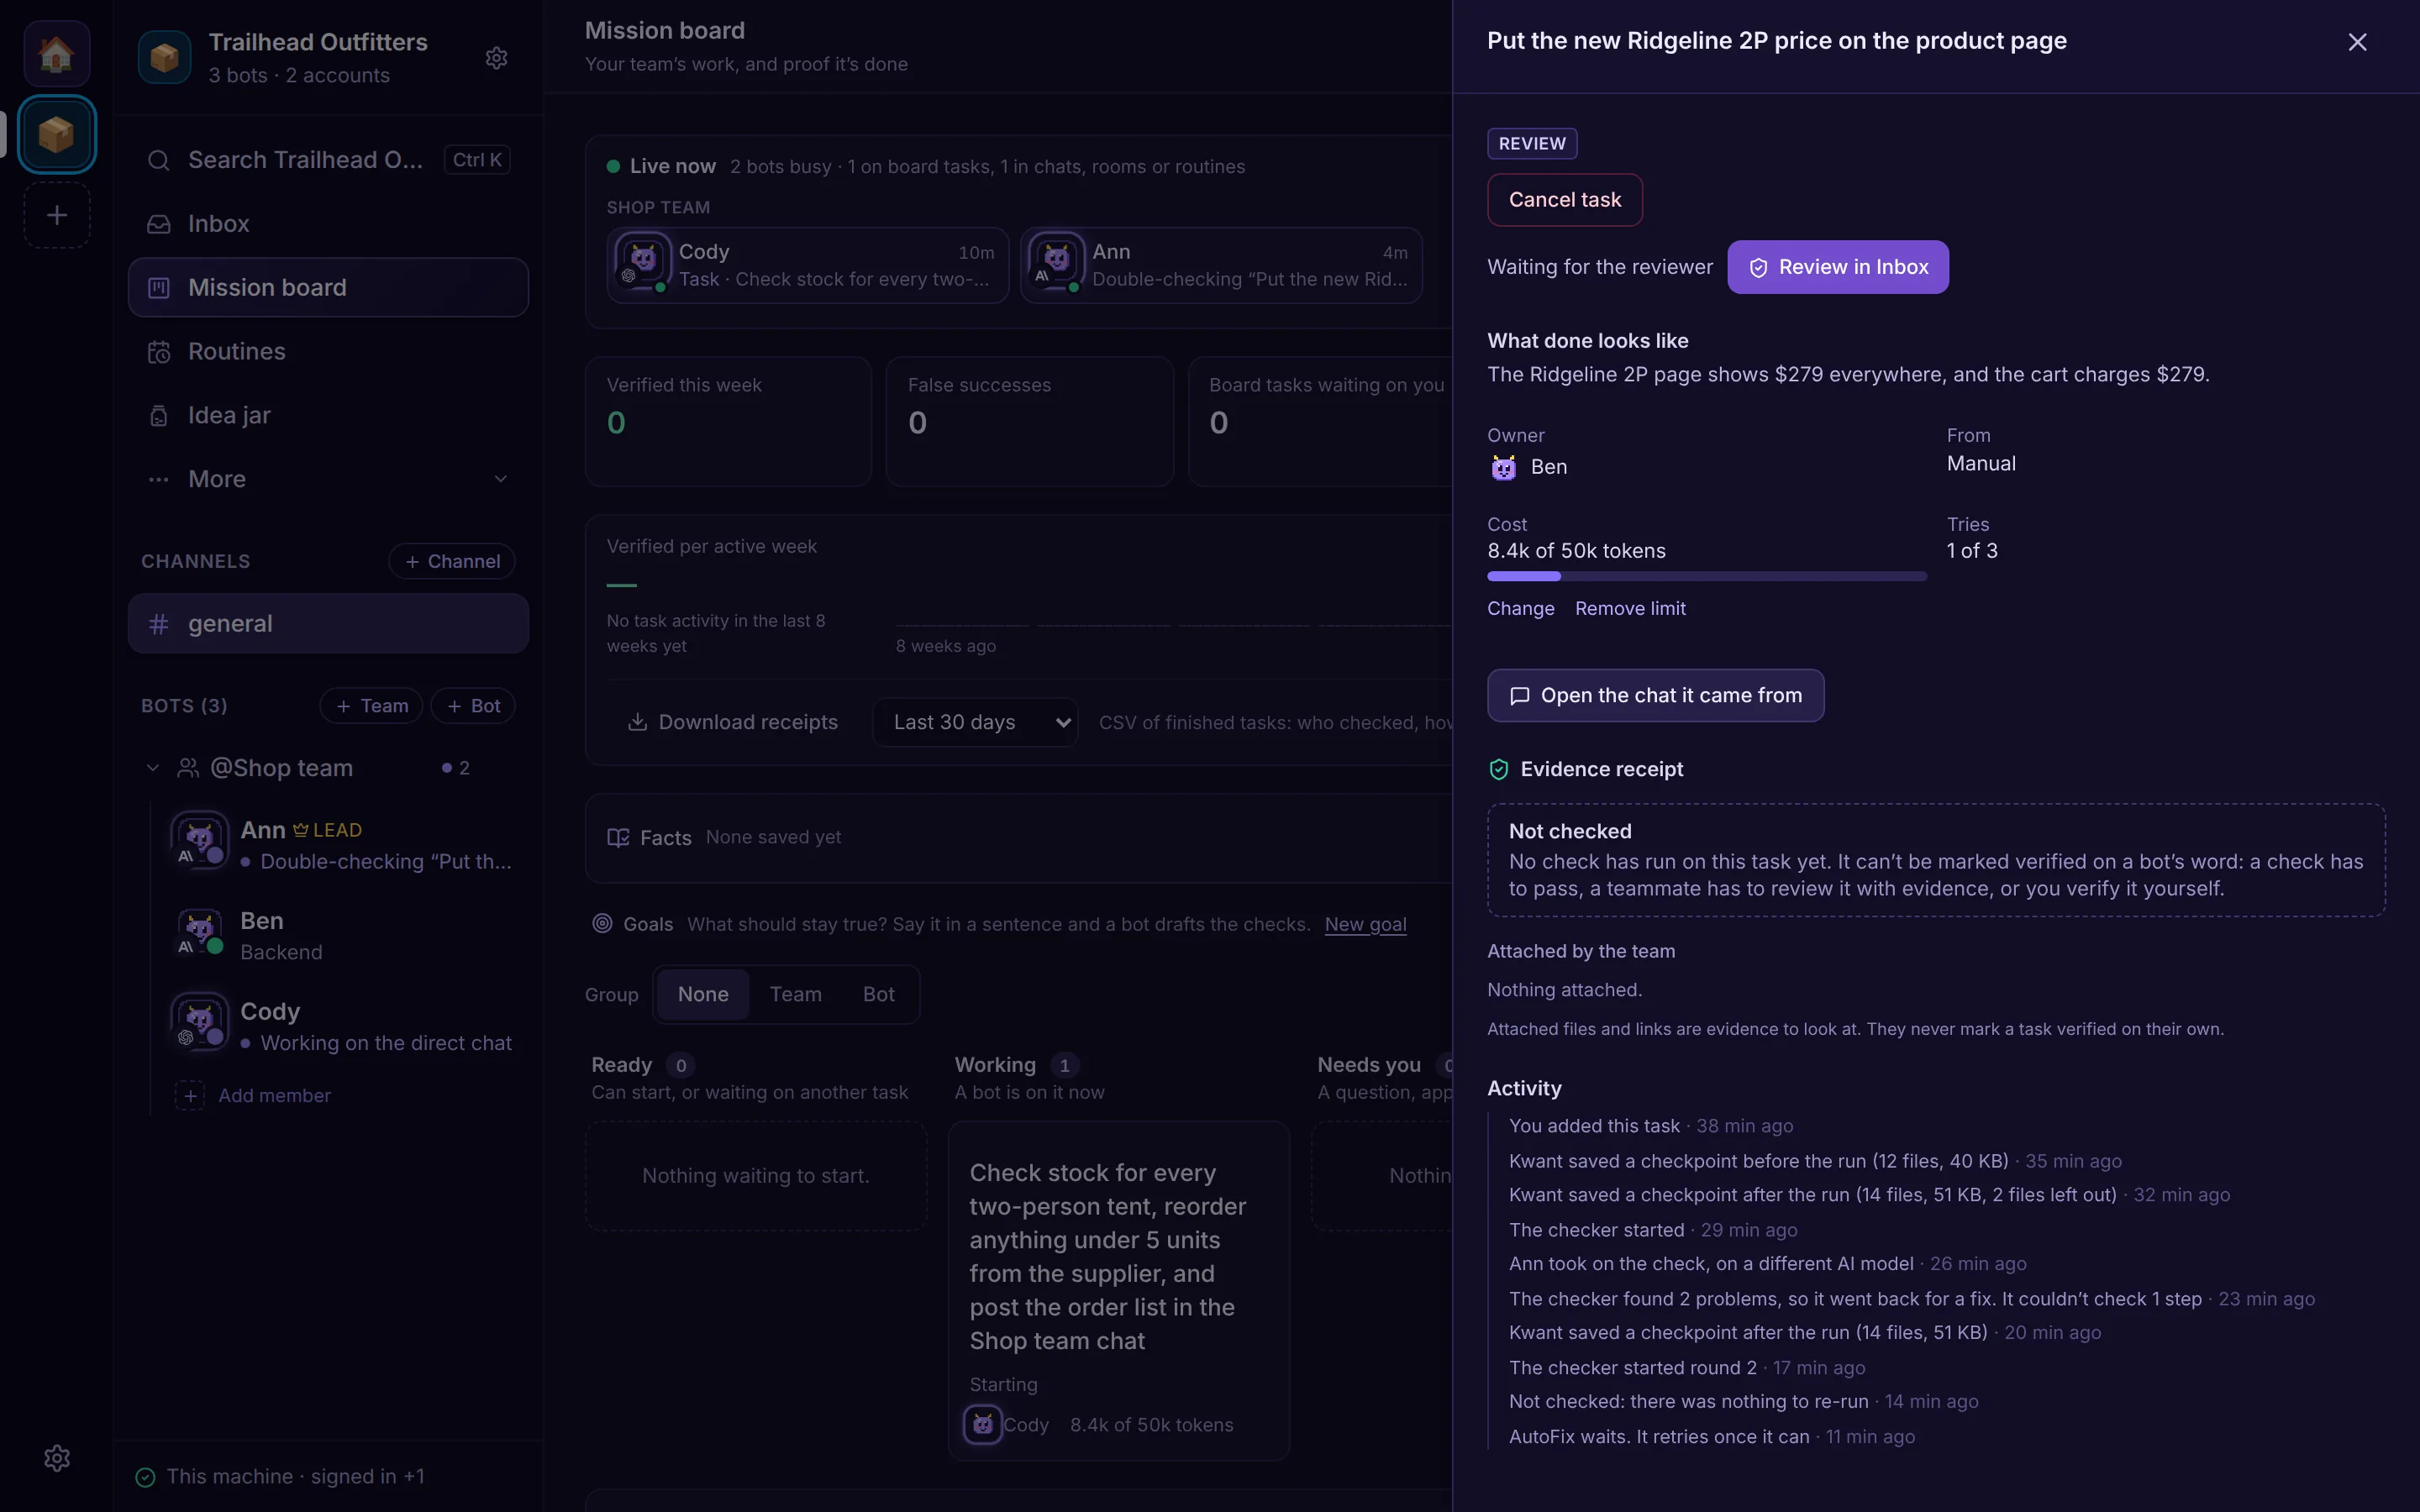 Trailhead Outfitters
3 bots · 2 accounts
Search Trailhead O... Ctrl K
Inbox
Mission board
Routines
Idea jar
More
CHANNELS
+ Channel
# general
BOTS (3)
+ Team
+ Bot
@Shop team
2
Ann LEAD
Double-checking “Put th...
Ben
Backend
Cody
Working on the direct chat
+ Add member
This machine · signed in +1
Mission board
Your team’s work, and proof it’s done
Live now 2 bots busy · 1 on board tasks, 1 in chats, rooms or routines
SHOP TEAM
Cody 10m
Task · Check stock for every two-...
Ann 4m
Double-checking “Put the new Rid...
Verified this week
0
False successes
0
Board tasks waiting on you
0
Verified per active week
—
No task activity in the last 8
weeks yet
8 weeks ago
Download receipts
Last 30 days
CSV of finished tasks: who checked, how
Facts None saved yet
Goals What should stay true? Say it in a sentence and a bot drafts the checks. New goal
Group None Team Bot
Ready 0
Can start, or waiting on another task
Nothing waiting to start.
Working 1
A bot is on it now
Check stock for every
two-person tent, reorder
anything under 5 units
from the supplier, and
post the order list in the
Shop team chat
Starting
Cody 8.4k of 50k tokens
Needs you
A question, app
Nothin
Put the new Ridgeline 2P price on the product page
REVIEW
Cancel task
Waiting for the reviewer
Review in Inbox
What done looks like
The Ridgeline 2P page shows $279 everywhere, and the cart charges $279.
Owner
Ben
From
Manual
Cost
8.4k of 50k tokens
Tries
1 of 3
Change Remove limit
Open the chat it came from
Evidence receipt
Not checked
No check has run on this task yet. It can’t be marked verified on a bot’s word: a check has
to pass, a teammate has to review it with evidence, or you verify it yourself.
Attached by the team
Nothing attached.
Attached files and links are evidence to look at. They never mark a task verified on their own.
Activity
You added this task · 38 min ago
Kwant saved a checkpoint before the run (12 files, 40 KB) · 35 min ago
Kwant saved a checkpoint after the run (14 files, 51 KB, 2 files left out) · 32 min ago
The checker started · 29 min ago
Ann took on the check, on a different AI model · 26 min ago
The checker found 2 problems, so it went back for a fix. It couldn’t check 1 step · 23 min ago
Kwant saved a checkpoint after the run (14 files, 51 KB) · 20 min ago
The checker started round 2 · 17 min ago
Not checked: there was nothing to re-run · 14 min ago
AutoFix waits. It retries once it can · 11 min ago